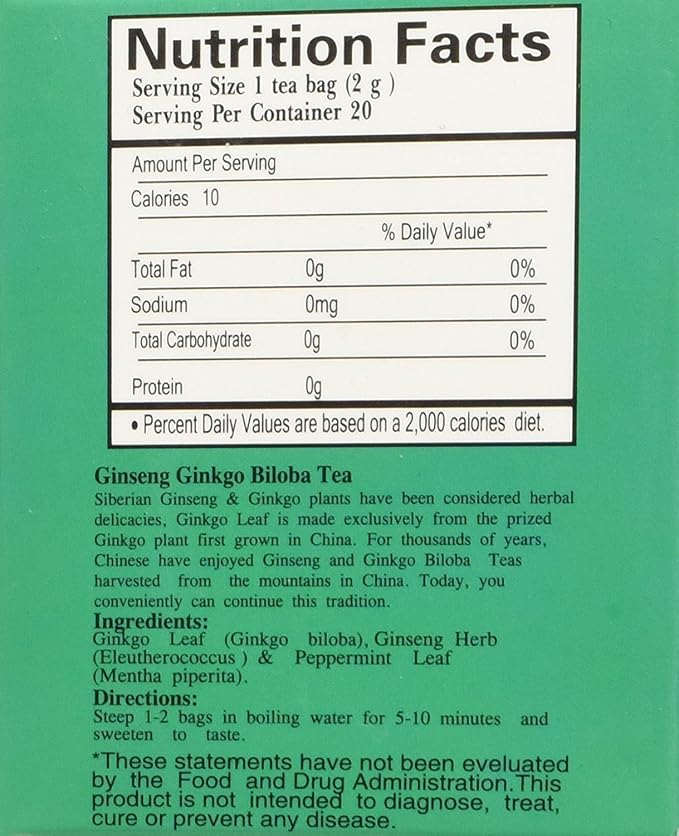 Nutrition Facts
Serving Size 1 tea bag (2 g )
Serving Per Container 20
Amount Per Serving
Calories 10
% Daily Value*
Total Fat 0g 0%
Sodium 0mg 0%
Total Carbohydrate 0g 0%
Protein 0g
• Percent Daily Values are based on a 2,000 calories diet.
Ginseng Ginkgo Biloba Tea
Siberian Ginseng & Ginkgo plants have been considered herbal
delicacies, Ginkgo Leaf is made exclusively from the prized
Ginkgo plant first grown in China. For thousands of years,
Chinese have enjoyed Ginseng and Ginkgo Biloba Teas
harvested from the mountains in China. Today, you
conveniently can continue this tradition.
Ingredients:
Ginkgo Leaf (Ginkgo biloba), Ginseng Herb
(Eleutherococcus ) & Peppermint Leaf
(Mentha piperita).
Directions:
Steep 1-2 bags in boiling water for 5-10 minutes and
sweeten to taste.
*These statements have not been eveluated
by the Food and Drug Administration.This
product is not intended to diagnose, treat,
cure or prevent any disease.